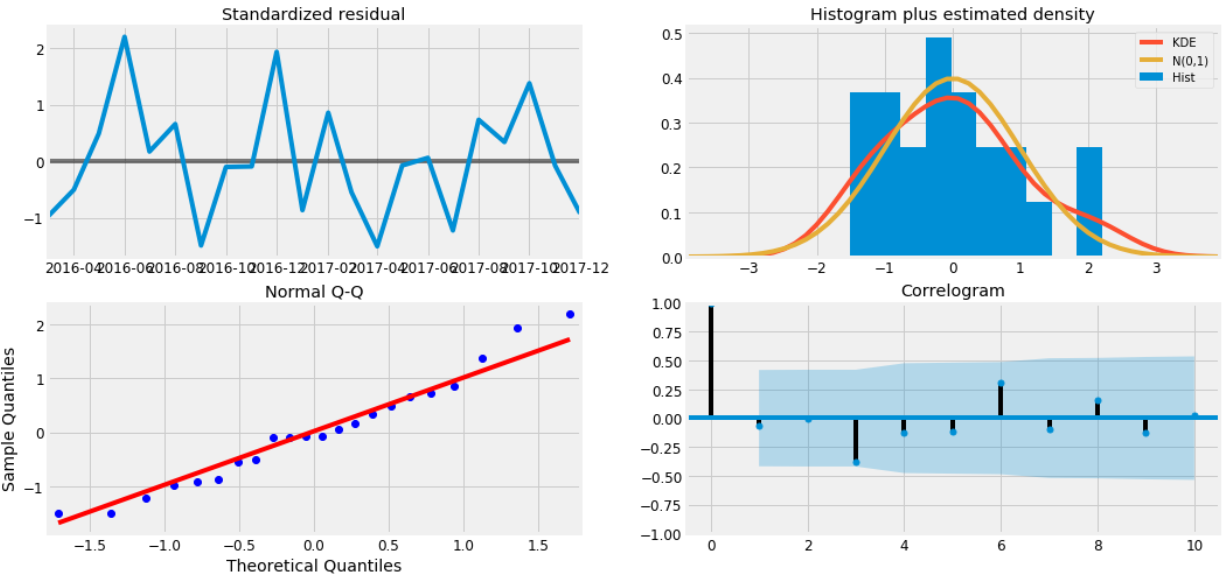 Standardized residual
2
1
0
−1
2016-04 2016-06 2016-08 2016-10 2016-12 2017-02 2017-04 2017-06 2017-08 2017-10 2017-12
Histogram plus estimated density
0.5
0.4
0.3
0.2
0.1
0.0
−3 −2 −1 0 1 2 3
KDE
N(0,1)
Hist
Normal Q-Q
Sample Quantiles
2
1
0
−1
−1.5 −1.0 −0.5 0.0 0.5 1.0 1.5
Theoretical Quantiles
Correlogram
1.00
0.75
0.50
0.25
0.00
−0.25
−0.50
−0.75
−1.00
0 2 4 6 8 10